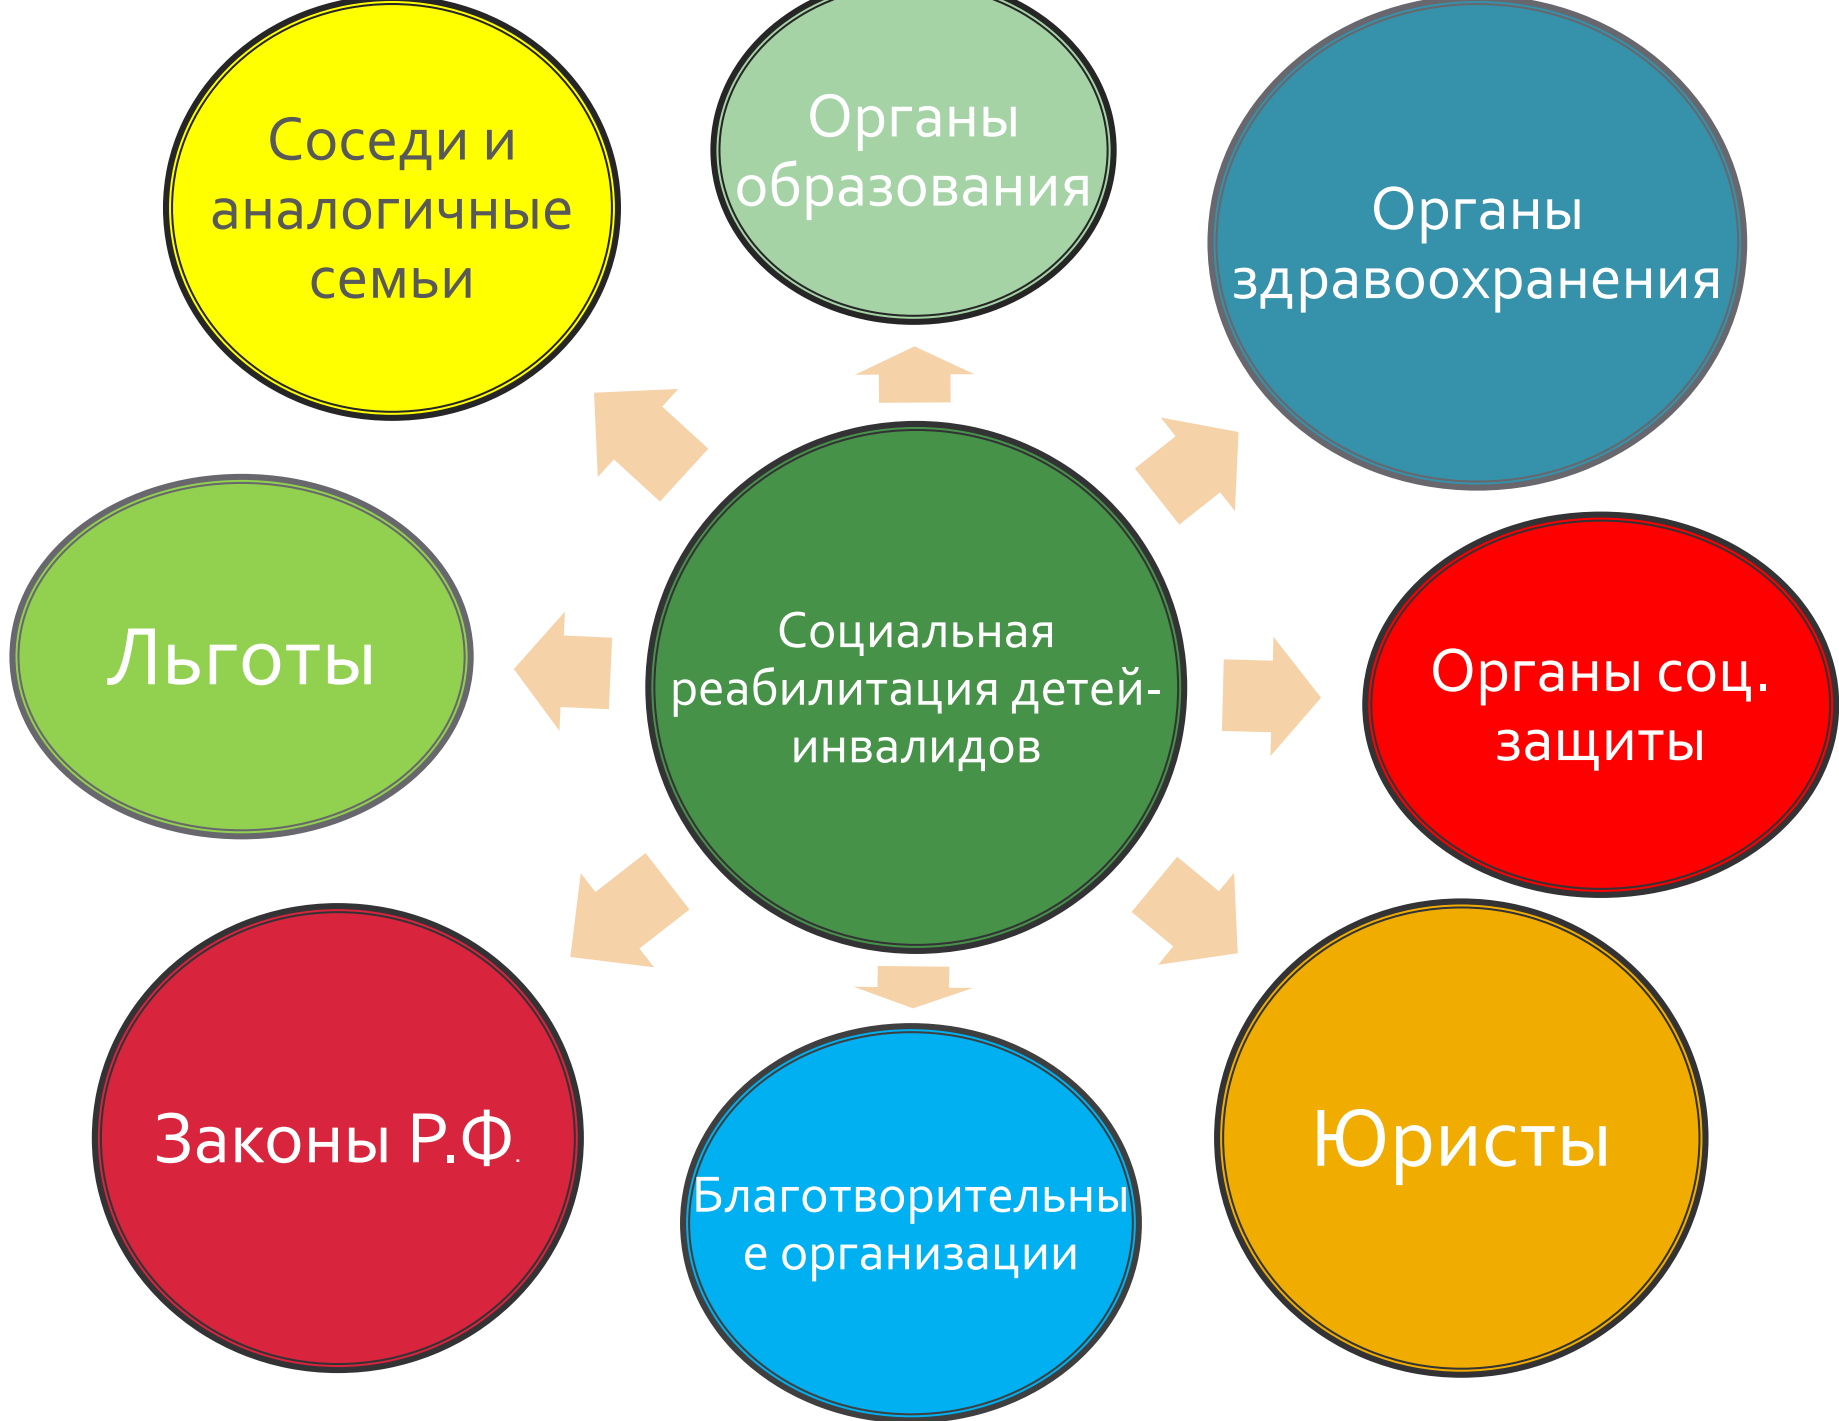 Соседи и
аналогичные
семьи
Органы
образования
Органы
здравоохранения
Льготы
Социальная
реабилитация детей-
инвалидов
Органы соц.
защиты
Законы Р.Ф.
Благотворительны
е организации
Юристы